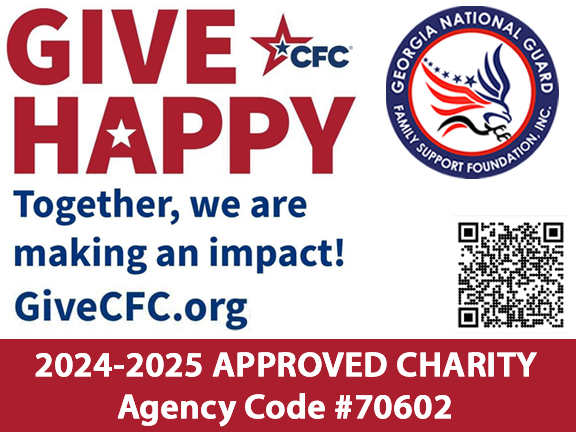 GIVE
CFC
HAPPY
Together, we are
making an impact!
GiveCFC.org
GEORGIA NATIONAL GUARD
FAMILY SUPPORT FOUNDATION, INC.
2024-2025 APPROVED CHARITY
Agency Code #70602